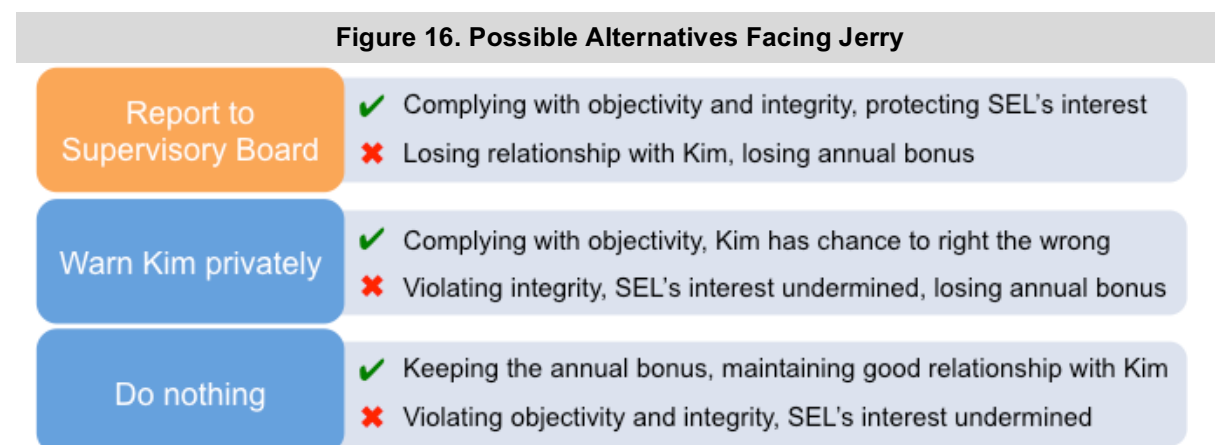 Figure 16. Possible Alternatives Facing Jerry
Report to
Supervisory Board
Complying with objectivity and integrity, protecting SEL's interest
Losing relationship with Kim, losing annual bonus
Warn Kim privately
Complying with objectivity, Kim has chance to right the wrong
Violating integrity, SEL's interest undermined, losing annual bonus
Do nothing
Keeping the annual bonus, maintaining good relationship with Kim
Violating objectivity and integrity, SEL's interest undermined